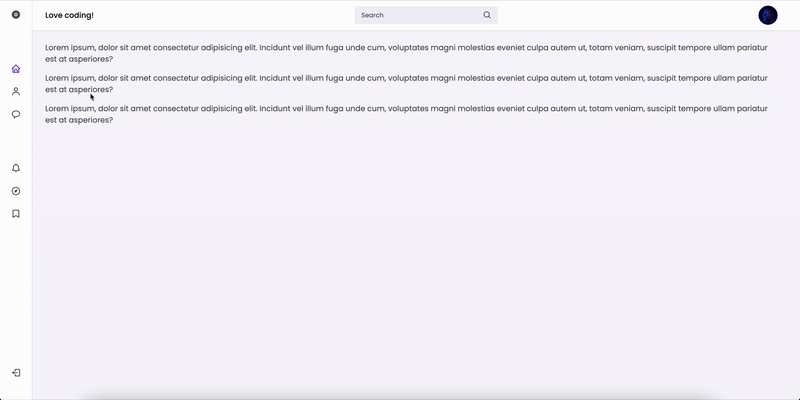 Love coding!
Search
Lorem ipsum, dolor sit amet consectetur adipisicing elit. Incidunt vel illum fuga unde cum, voluptates magni molestias eveniet culpa autem ut, totam veniam, suscipit tempore ullam pariatur
est at asperiores?
Lorem ipsum, dolor sit amet consectetur adipisicing elit. Incidunt vel illum fuga unde cum, voluptates magni molestias eveniet culpa autem ut, totam veniam, suscipit tempore ullam pariatur
est at asperiores?
Lorem ipsum, dolor sit amet consectetur adipisicing elit. Incidunt vel illum fuga unde cum, voluptates magni molestias eveniet culpa autem ut, totam veniam, suscipit tempore ullam pariatur
est at asperiores?